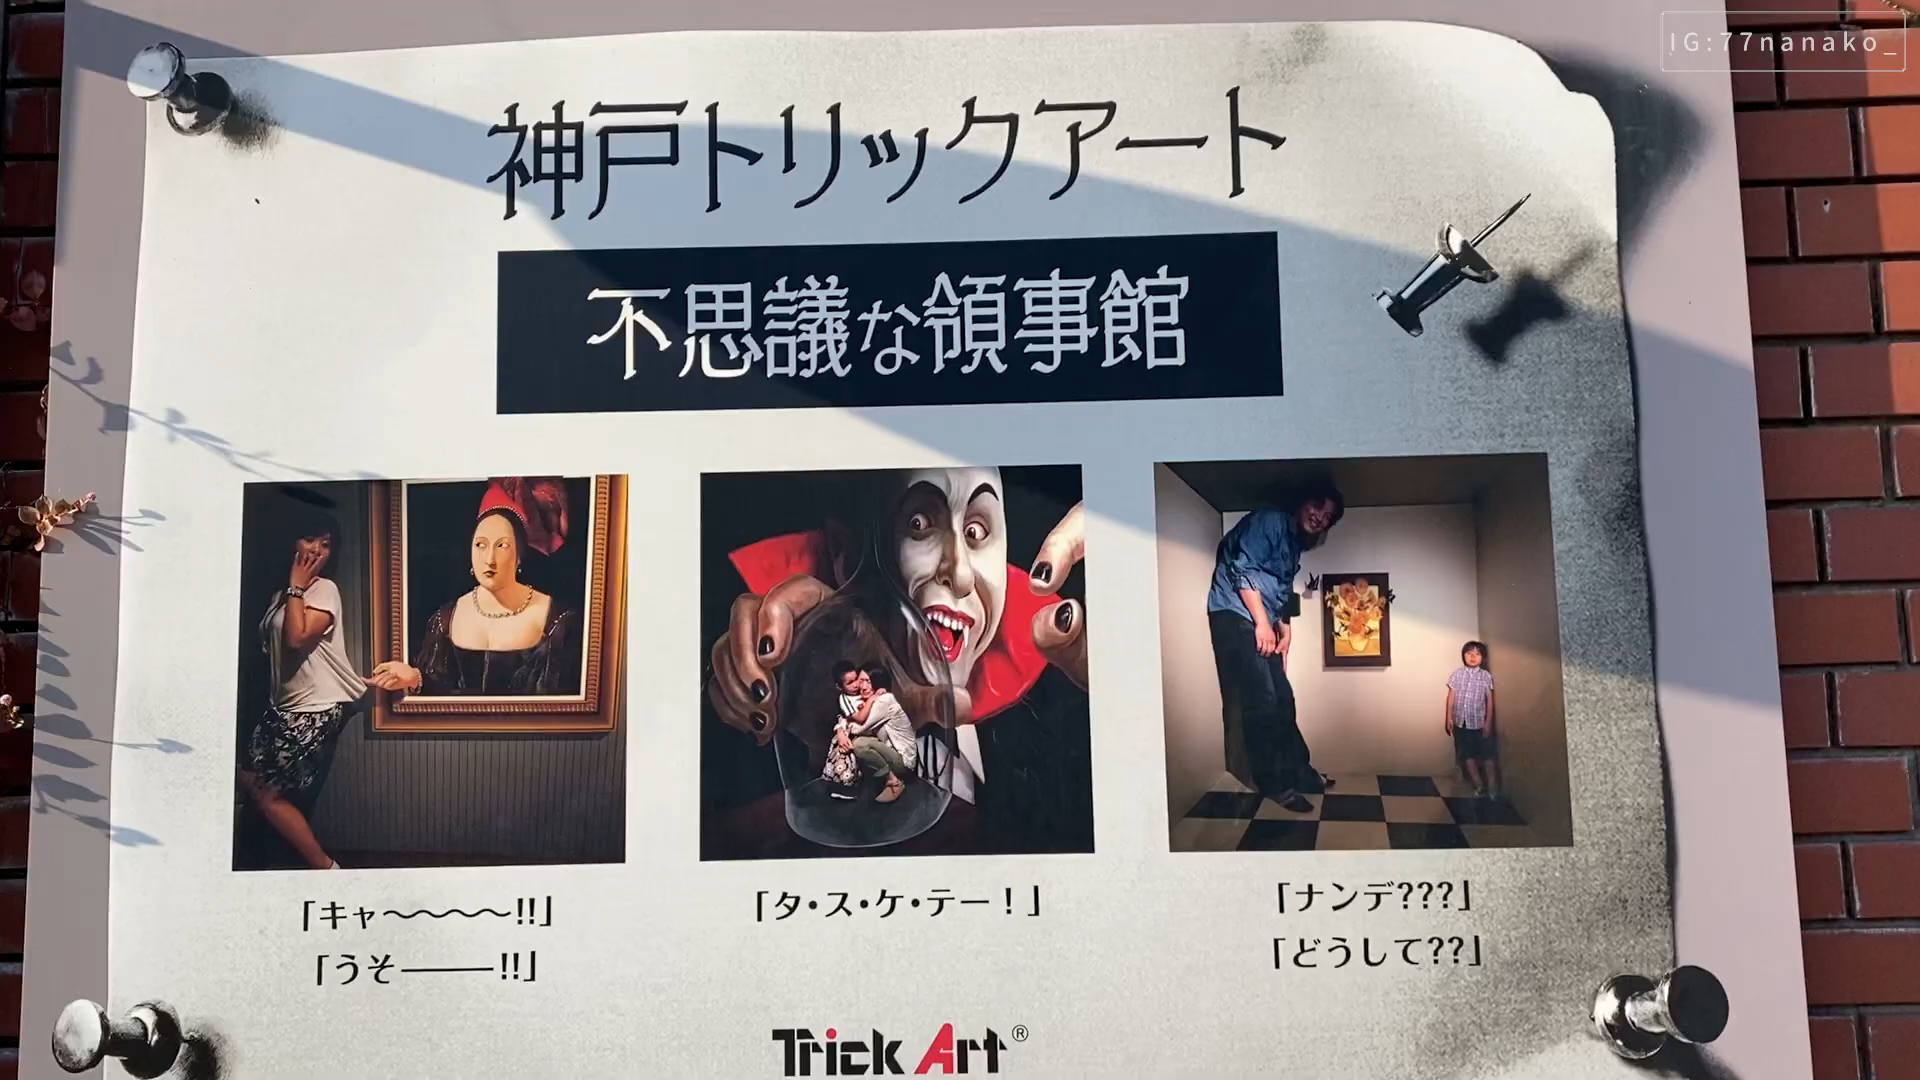 IG:77nanako_
神戸トリックアート
不思議な領事館
「キャ〜〜〜〜!!」
「うそ―――!!」
「タ・ス・ケ・テー！」
「ナンデ???」
「どうして??」
Trick Art®